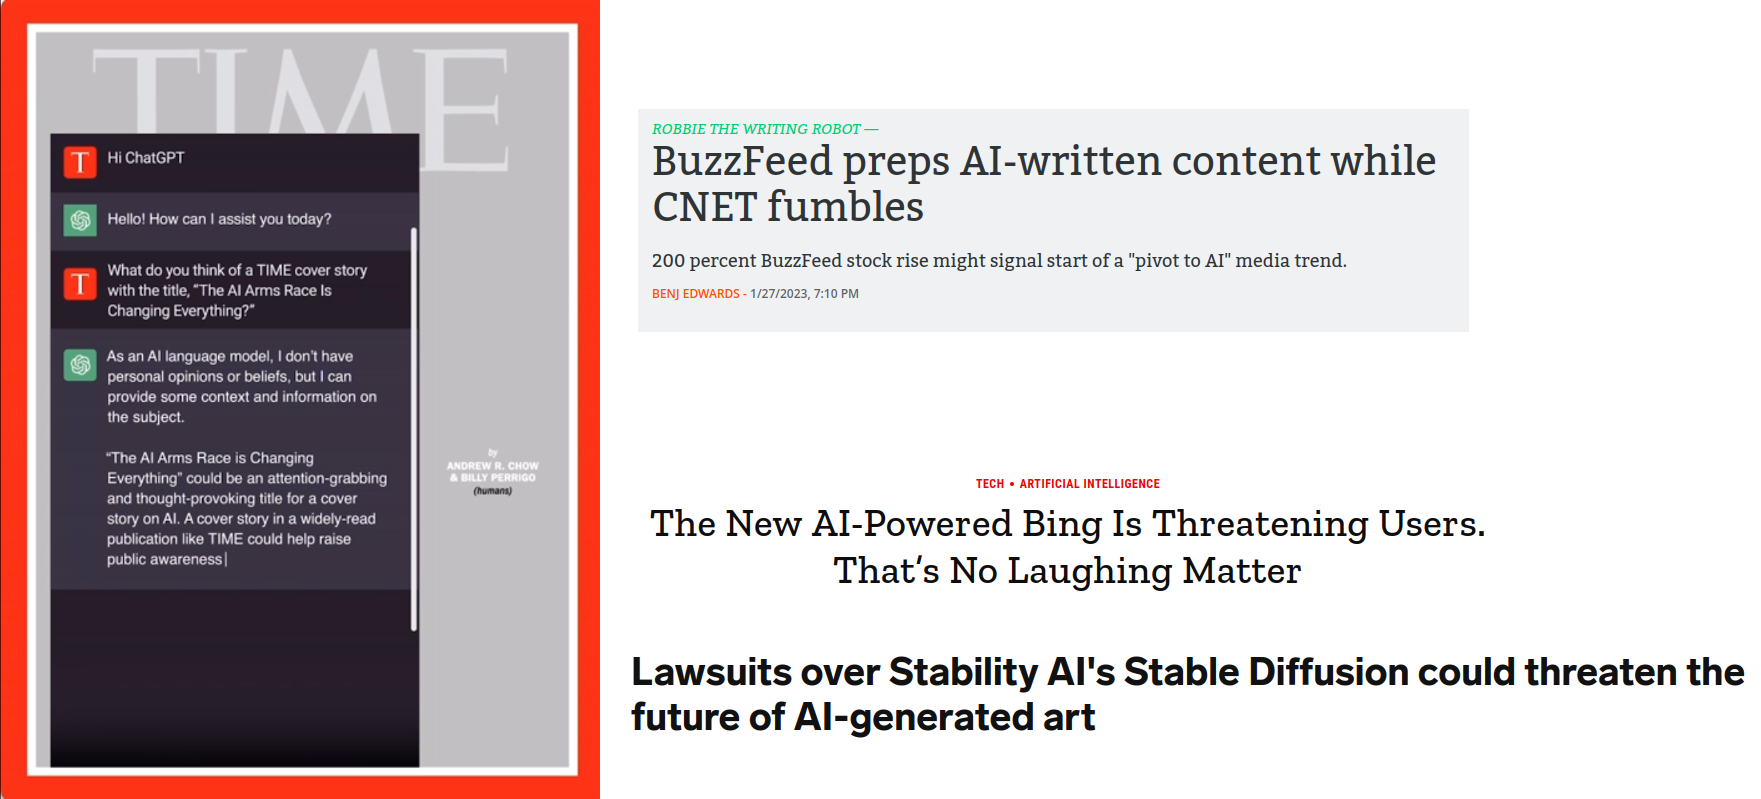 TIME
T Hi ChatGPT
Hello! How can I assist you today?
T What do you think of a TIME cover story
with the title, “The AI Arms Race Is
Changing Everything?”
As an AI language model, I don’t have
personal opinions or beliefs, but I can
provide some context and information on
the subject.
“The AI Arms Race is Changing
Everything” could be an attention-grabbing
and thought-provoking title for a cover
story on AI. A cover story in a widely-read
publication like TIME could help raise
public awareness|
by
ANDREW R. CHOW
& BILLY PERRIGO
(humans)
ROBBIE THE WRITING ROBOT —
BuzzFeed preps AI-written content while
CNET fumbles
200 percent BuzzFeed stock rise might signal start of a "pivot to AI" media trend.
BENJ EDWARDS - 1/27/2023, 7:10 PM
TECH • ARTIFICIAL INTELLIGENCE
The New AI-Powered Bing Is Threatening Users.
That’s No Laughing Matter
Lawsuits over Stability AI's Stable Diffusion could threaten the
future of AI-generated art